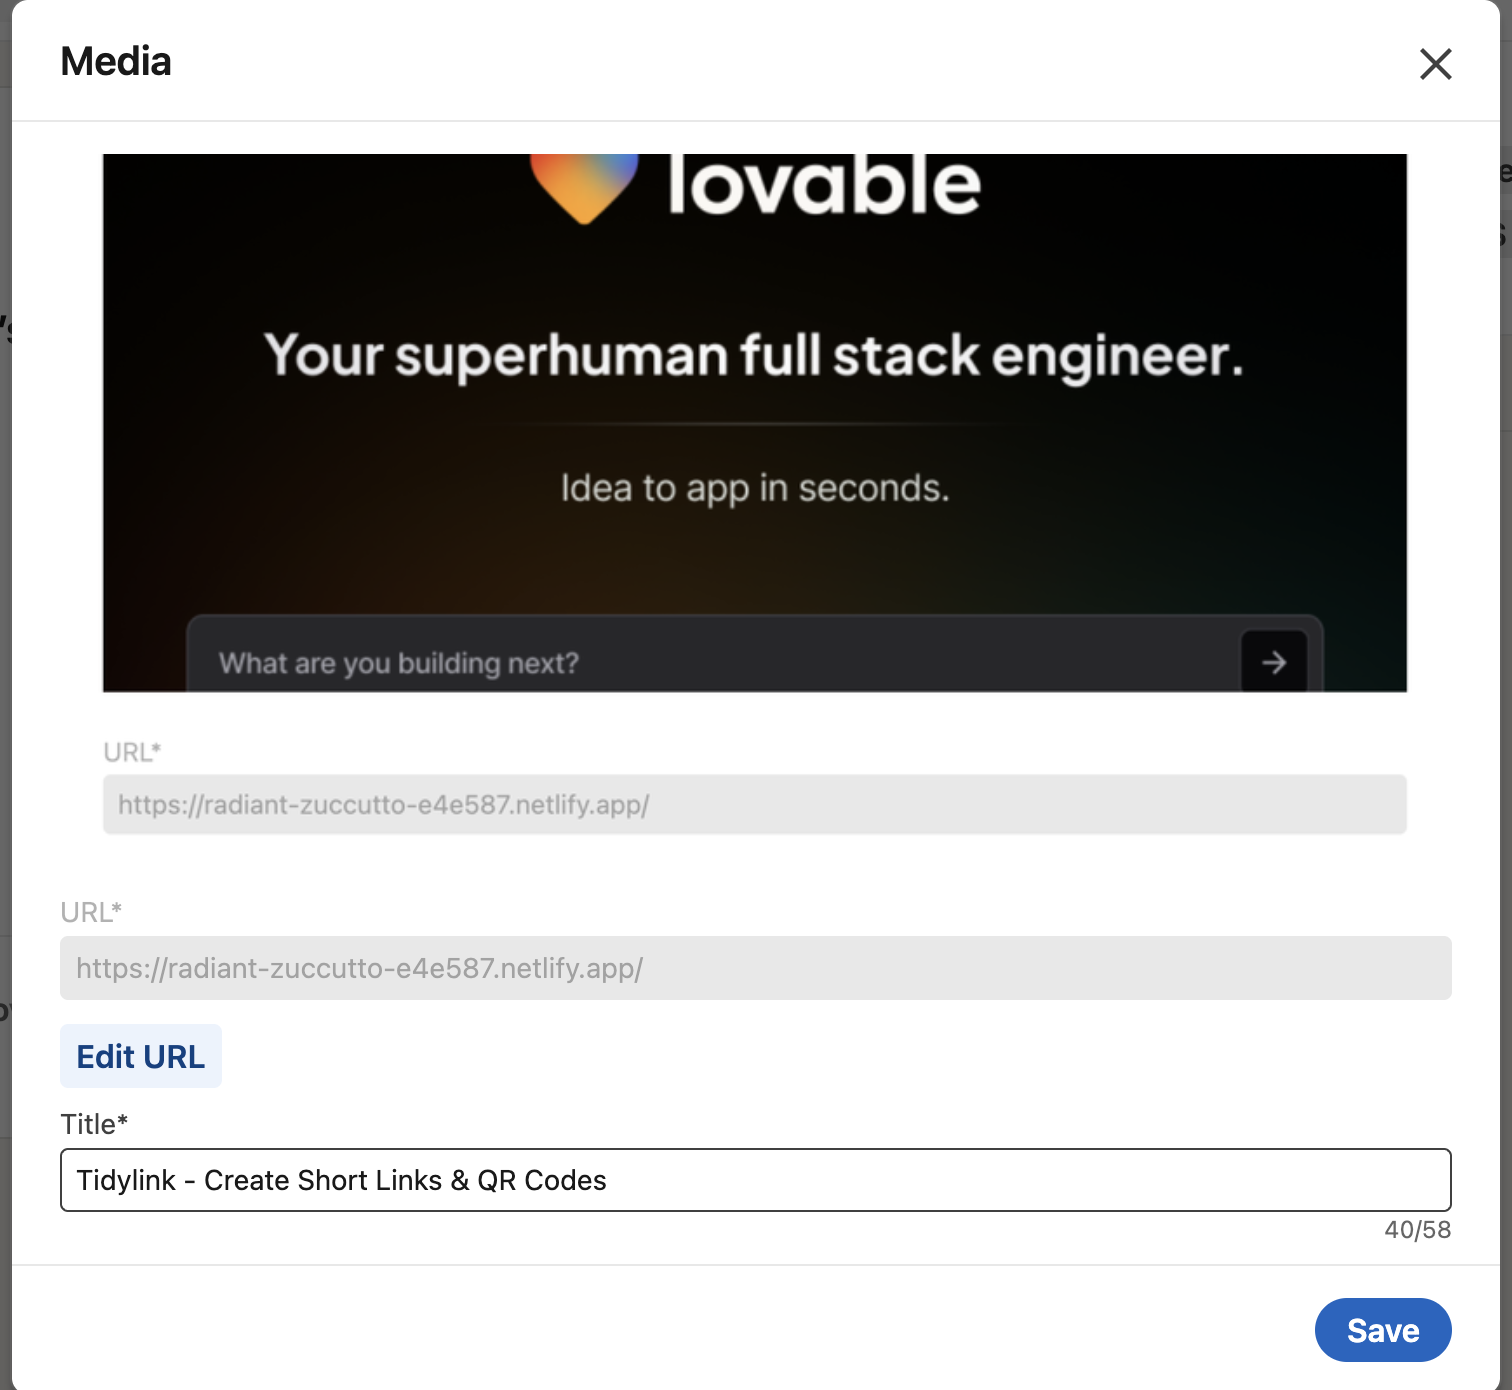 Media
lovable
Your superhuman full stack engineer.
Idea to app in seconds.
What are you building next?
URL*
https://radiant-zuccutto-e4e587.netlify.app/
URL*
https://radiant-zuccutto-e4e587.netlify.app/
Edit URL
Title*
Tidylink - Create Short Links & QR Codes
40/58
Save